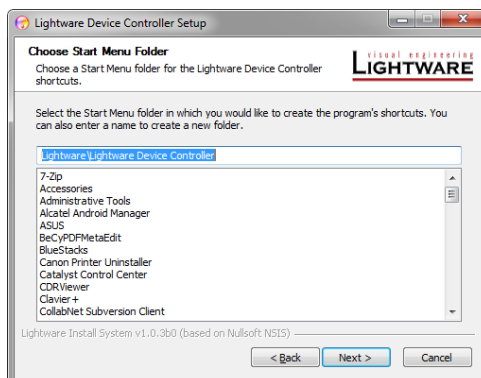 Lightware Device Controller Setup
Choose Start Menu Folder
Choose a Start Menu folder for the Lightware Device Controller
shortcuts.
visual engineering
LIGHTWARE
Select the Start Menu folder in which you would like to create the program's shortcuts. You
can also enter a name to create a new folder.
Lightware\Lightware Device Controller
7-Zip
Accessories
Administrative Tools
Alcatel Android Manager
ASUS
BeCyPDFMetaEdit
BlueStacks
Canon Printer Uninstaller
Catalyst Control Center
CDRViewer
Clavier+
CollabNet Subversion Client
Lightware Install System v1.0.3b0 (based on Nullsoft NSIS)
< Back
Next >
Cancel